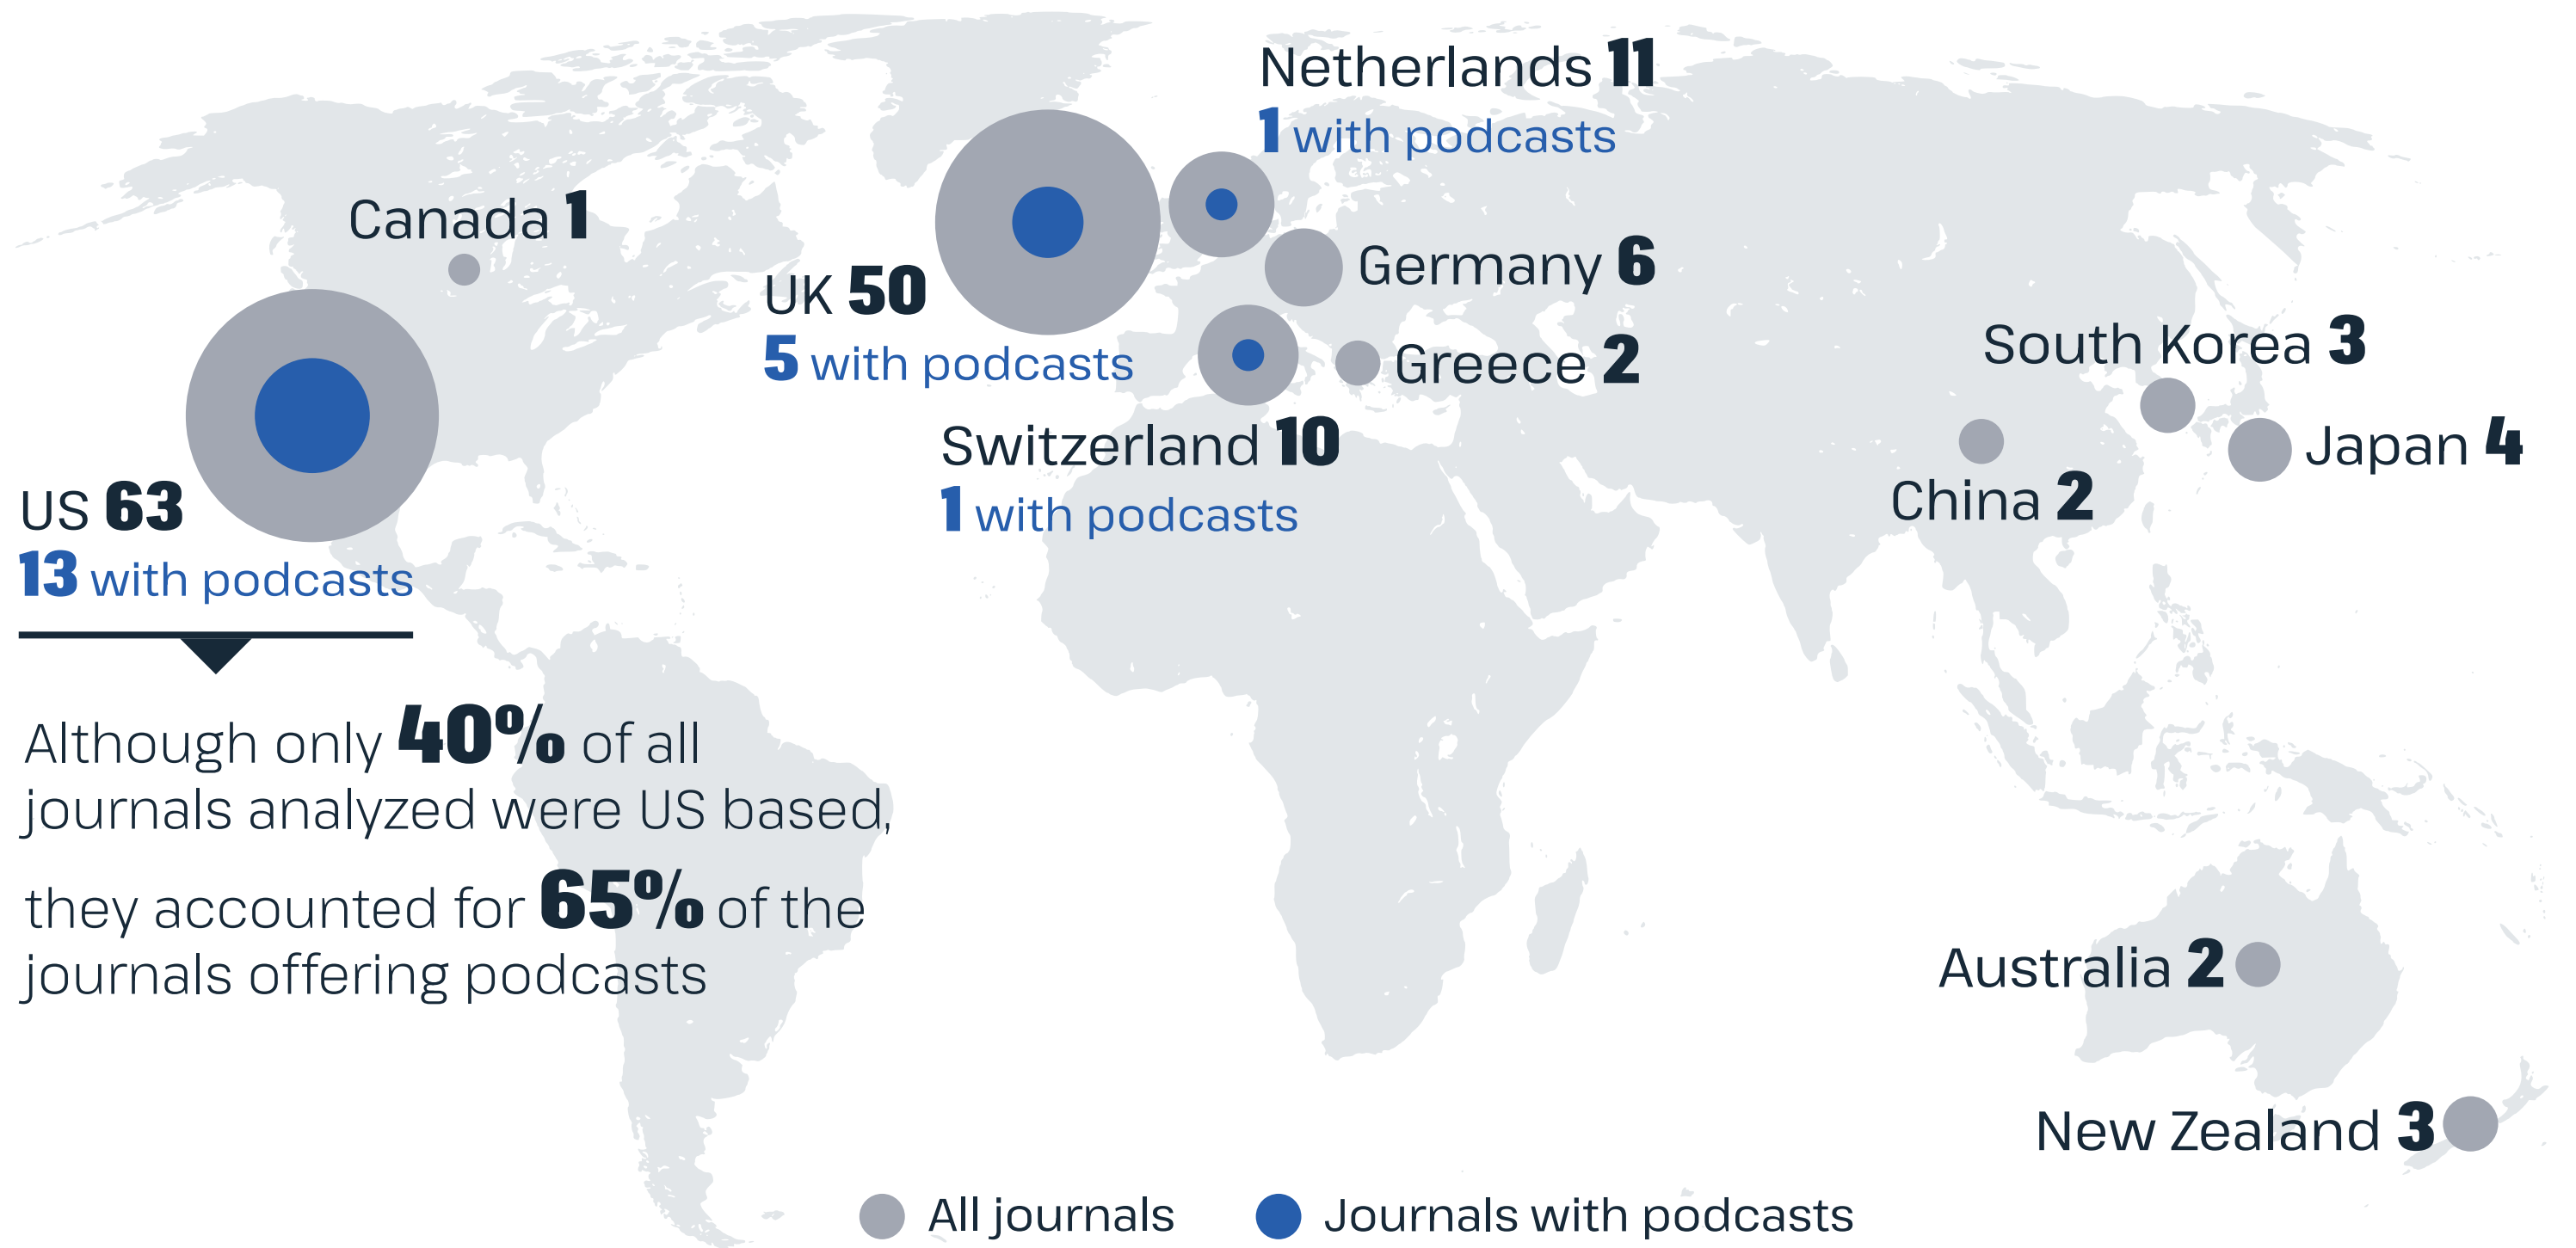 Netherlands 11
1 with podcasts
Canada 1
Germany 6
UK 50
5 with podcasts
Greece 2
South Korea 3
Switzerland 10
1 with podcasts
Japan 4
China 2
US 63
13 with podcasts
Although only 40% of all
journals analyzed were US based,
they accounted for 65% of the
journals offering podcasts
Australia 2
New Zealand 3
All journals
Journals with podcasts